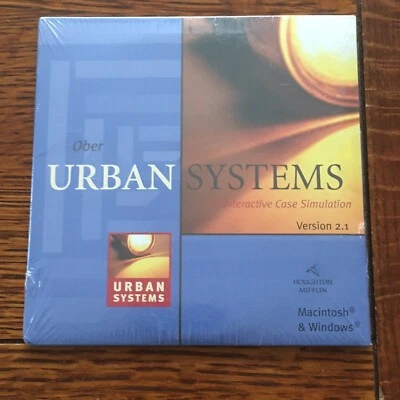 Ober
URBAN SYSTEMS
Interactive Case Simulation
Version 2.1
URBAN
SYSTEMS
HOUGHTON
MIFFLIN
Macintosh®
& Windows®